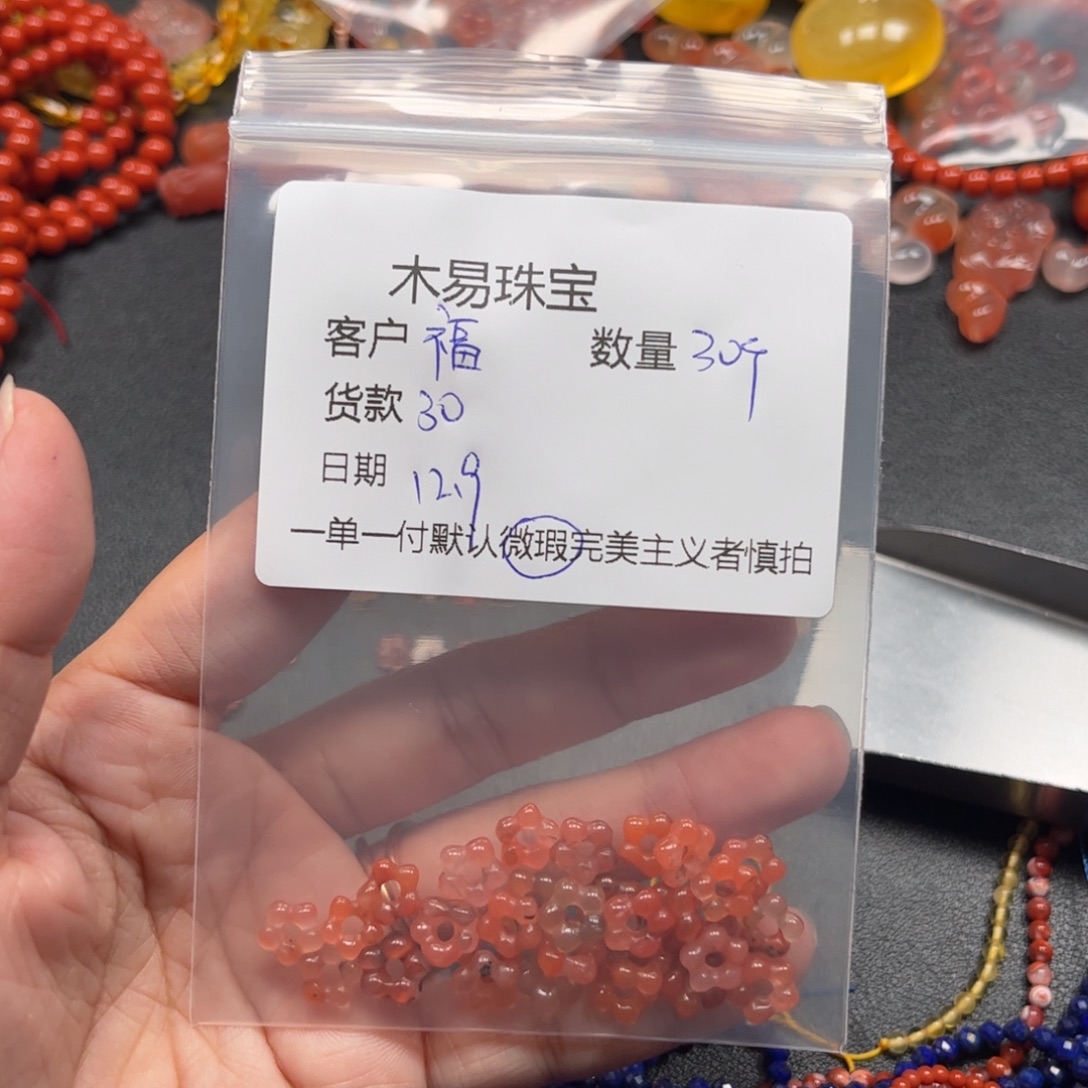 木易珠宝
客户 福 数量 30个
货款 30
日期 12.9
一单一付默认微瑕完美主义者慎拍